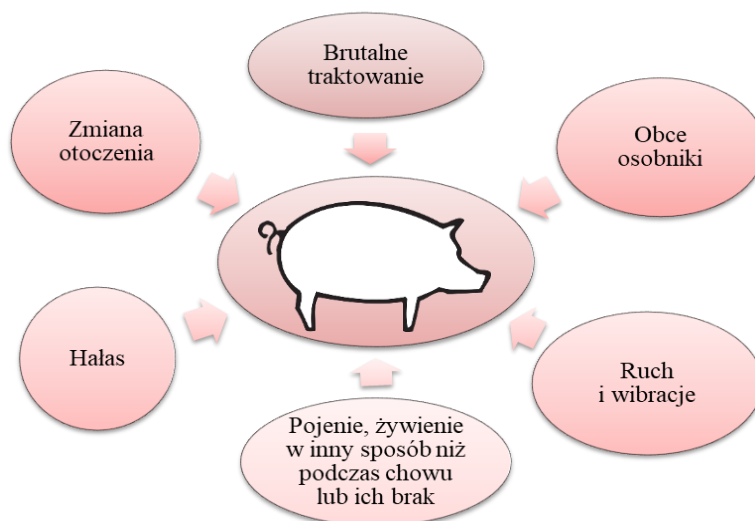 Brutalne
traktowanie
Zmiana
otoczenia
Obce
osobniki
Hałas
Ruch
i wibracje
Pojenie, żywienie
w inny sposób niż
podczas chowu
lub ich brak